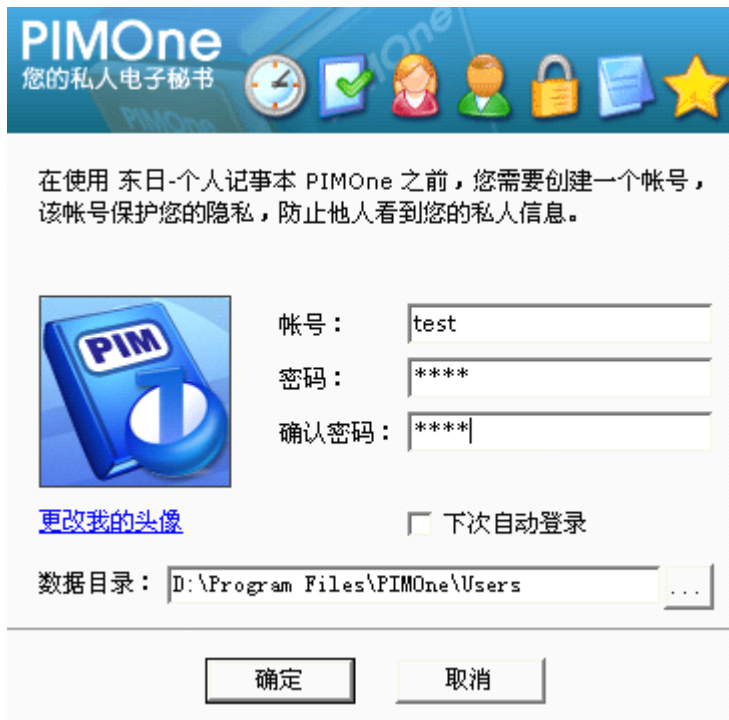 PIMOne
您的私人电子秘书
PIMOne
在使用 东日-个人记事本 PIMOne 之前，您需要创建一个帐号，
该帐号保护您的隐私，防止他人看到您的私人信息。
PIM
帐号： test
密码： ****
确认密码： ****
更改我的头像
下次自动登录
数据目录： D:\Program Files\PIMOne\Users ...
确定 取消